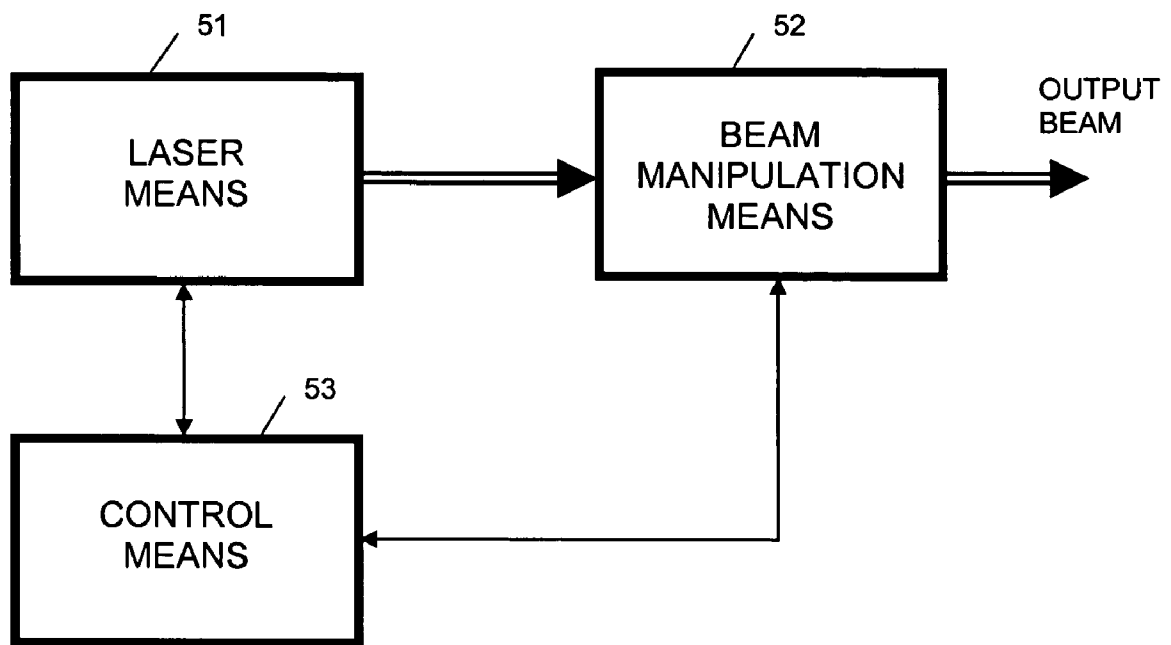 51
LASER
MEANS
52
BEAM
MANIPULATION
MEANS
OUTPUT
BEAM
53
CONTROL
MEANS